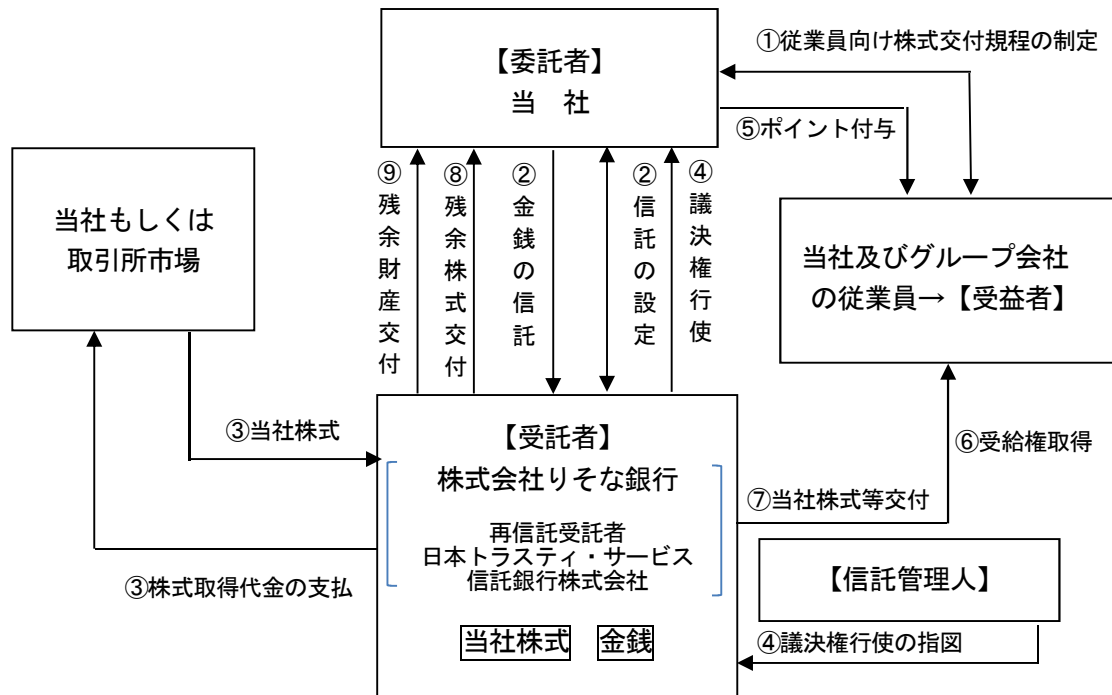 ①従業員向け株式交付規程の制定
【委託者】
当 社
⑤ポイント付与
当社もしくは
取引所市場
⑨残余財産交付
⑧残余株式交付
②金銭の信託
②信託の設定
④議決権行使
当社及びグループ会社
の従業員→【受益者】
③当社株式
【受託者】
株式会社りそな銀行
再信託受託者
日本トラスティ・サービス
信託銀行株式会社
当社株式 金銭
⑥受給権取得
⑦当社株式等交付
③株式取得代金の支払
【信託管理人】
④議決権行使の指図